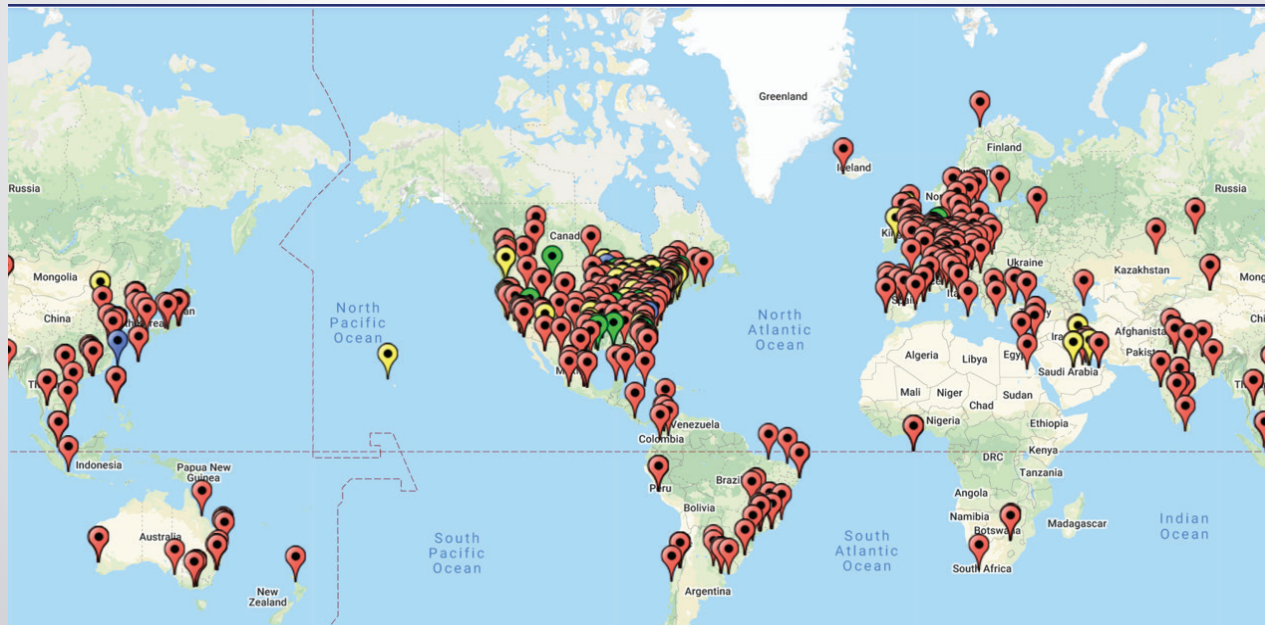 Greenland
Iceland
Finland
Russia
Russia
Canad
Mongolia
China
North
Pacific
Ocean
North
Atlantic
Ocean
Ukraine
Kazakhstan
Mong
Afghanista
Pakis
Saudi Arabia
Algeria
Libya
Egy
Mali
Niger
Chad
Sudan
Nigeria
Ethiopia
Venezuela
Colombia
Kenya
DRC
Tanzania
Indonesia
Papua New
Guinea
Peru
Brazi
Bolivia
Angola
Namibia
Botswa
Madagascar
Australia
South
Pacific
Ocean
South
Atlantic
Ocean
Indian
Ocean
New
Zealand
Argentina
South Africa